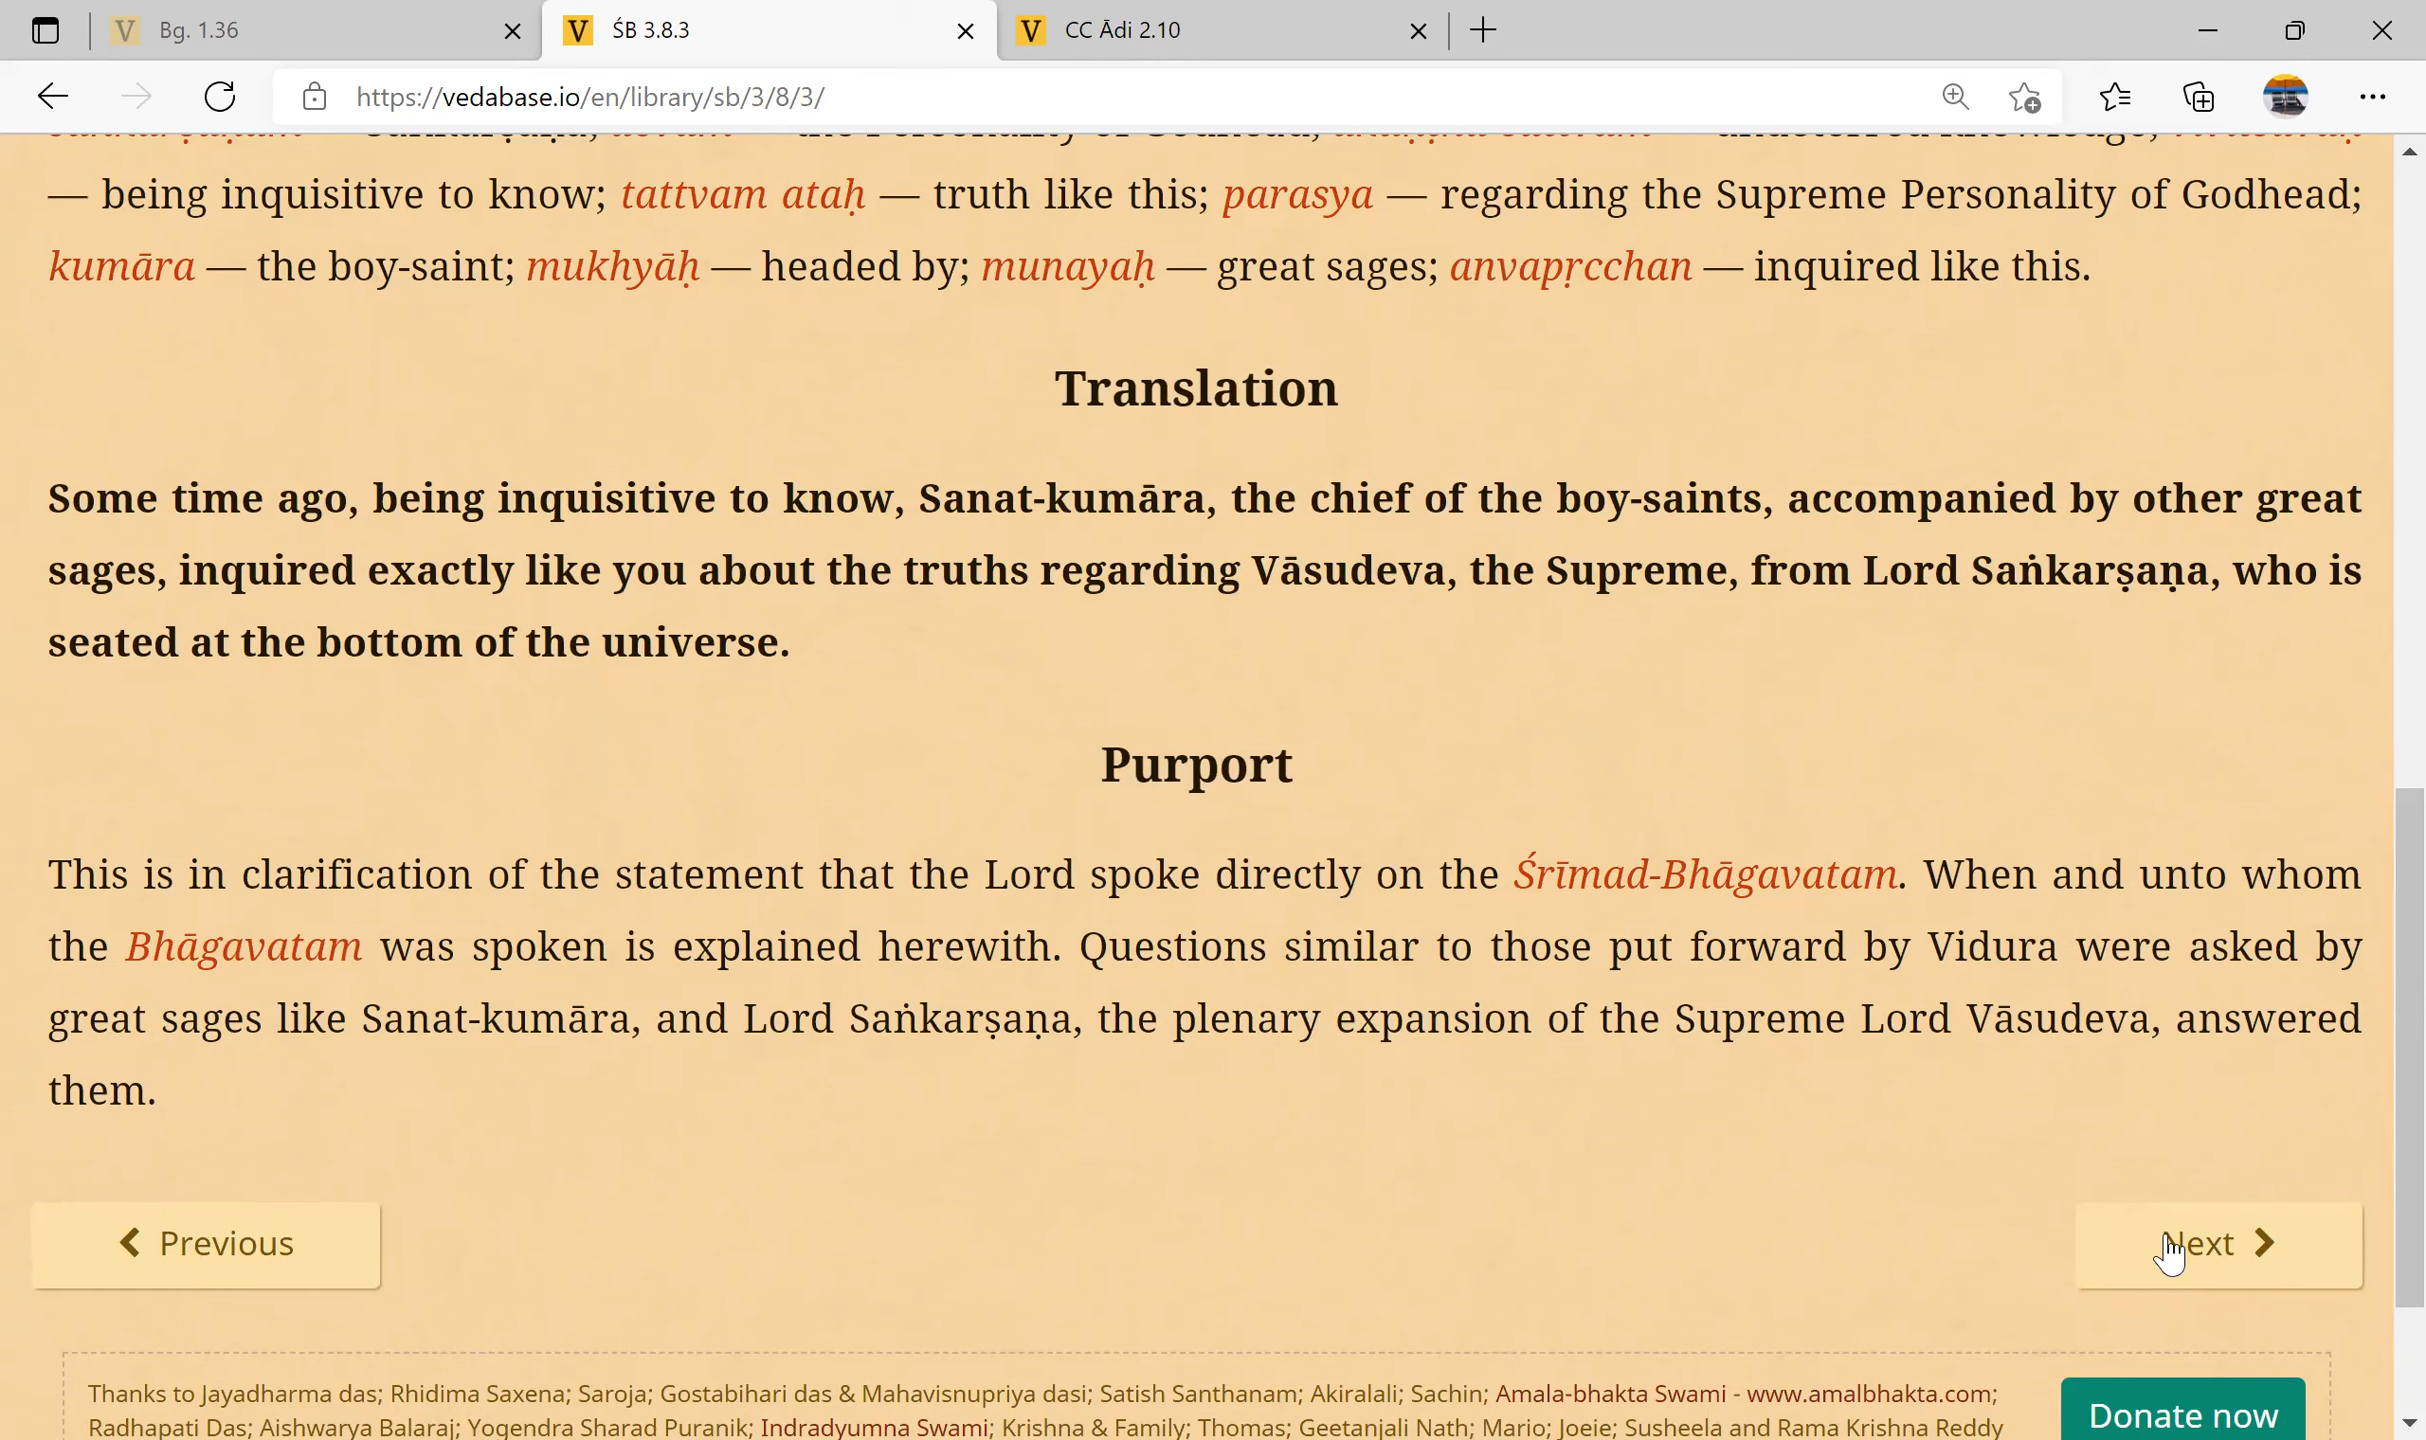 Bg. 1.36
ŚB 3.8.3
CC Ādi 2.10
https://vedabase.io/en/library/sb/3/8/3/
— being inquisitive to know; tattvam ataḥ — truth like this; parasya — regarding the Supreme Personality of Godhead;
kumāra — the boy-saint; mukhyāḥ — headed by; munayaḥ — great sages; anvapṛcchan — inquired like this.
Translation
Some time ago, being inquisitive to know, Sanat-kumāra, the chief of the boy-saints, accompanied by other great
sages, inquired exactly like you about the truths regarding Vāsudeva, the Supreme, from Lord Saṅkarṣaṇa, who is
seated at the bottom of the universe.
Purport
This is in clarification of the statement that the Lord spoke directly on the Śrīmad-Bhāgavatam. When and unto whom
the Bhāgavatam was spoken is explained herewith. Questions similar to those put forward by Vidura were asked by
great sages like Sanat-kumāra, and Lord Saṅkarṣaṇa, the plenary expansion of the Supreme Lord Vāsudeva, answered
them.
Previous
Next
Thanks to Jayadharma das; Rhidima Saxena; Saroja; Gostabihari das & Mahavisnupriya dasi; Satish Santhanam; Akiralali; Sachin; Amala-bhakta Swami - www.amalbhakta.com;
Radhapati Das; Aishwarya Balaraj; Yogendra Sharad Puranik; Indradyumna Swami; Krishna & Family; Thomas; Geetanjali Nath; Mario; Joeie; Susheela and Rama Krishna Reddy
Donate now